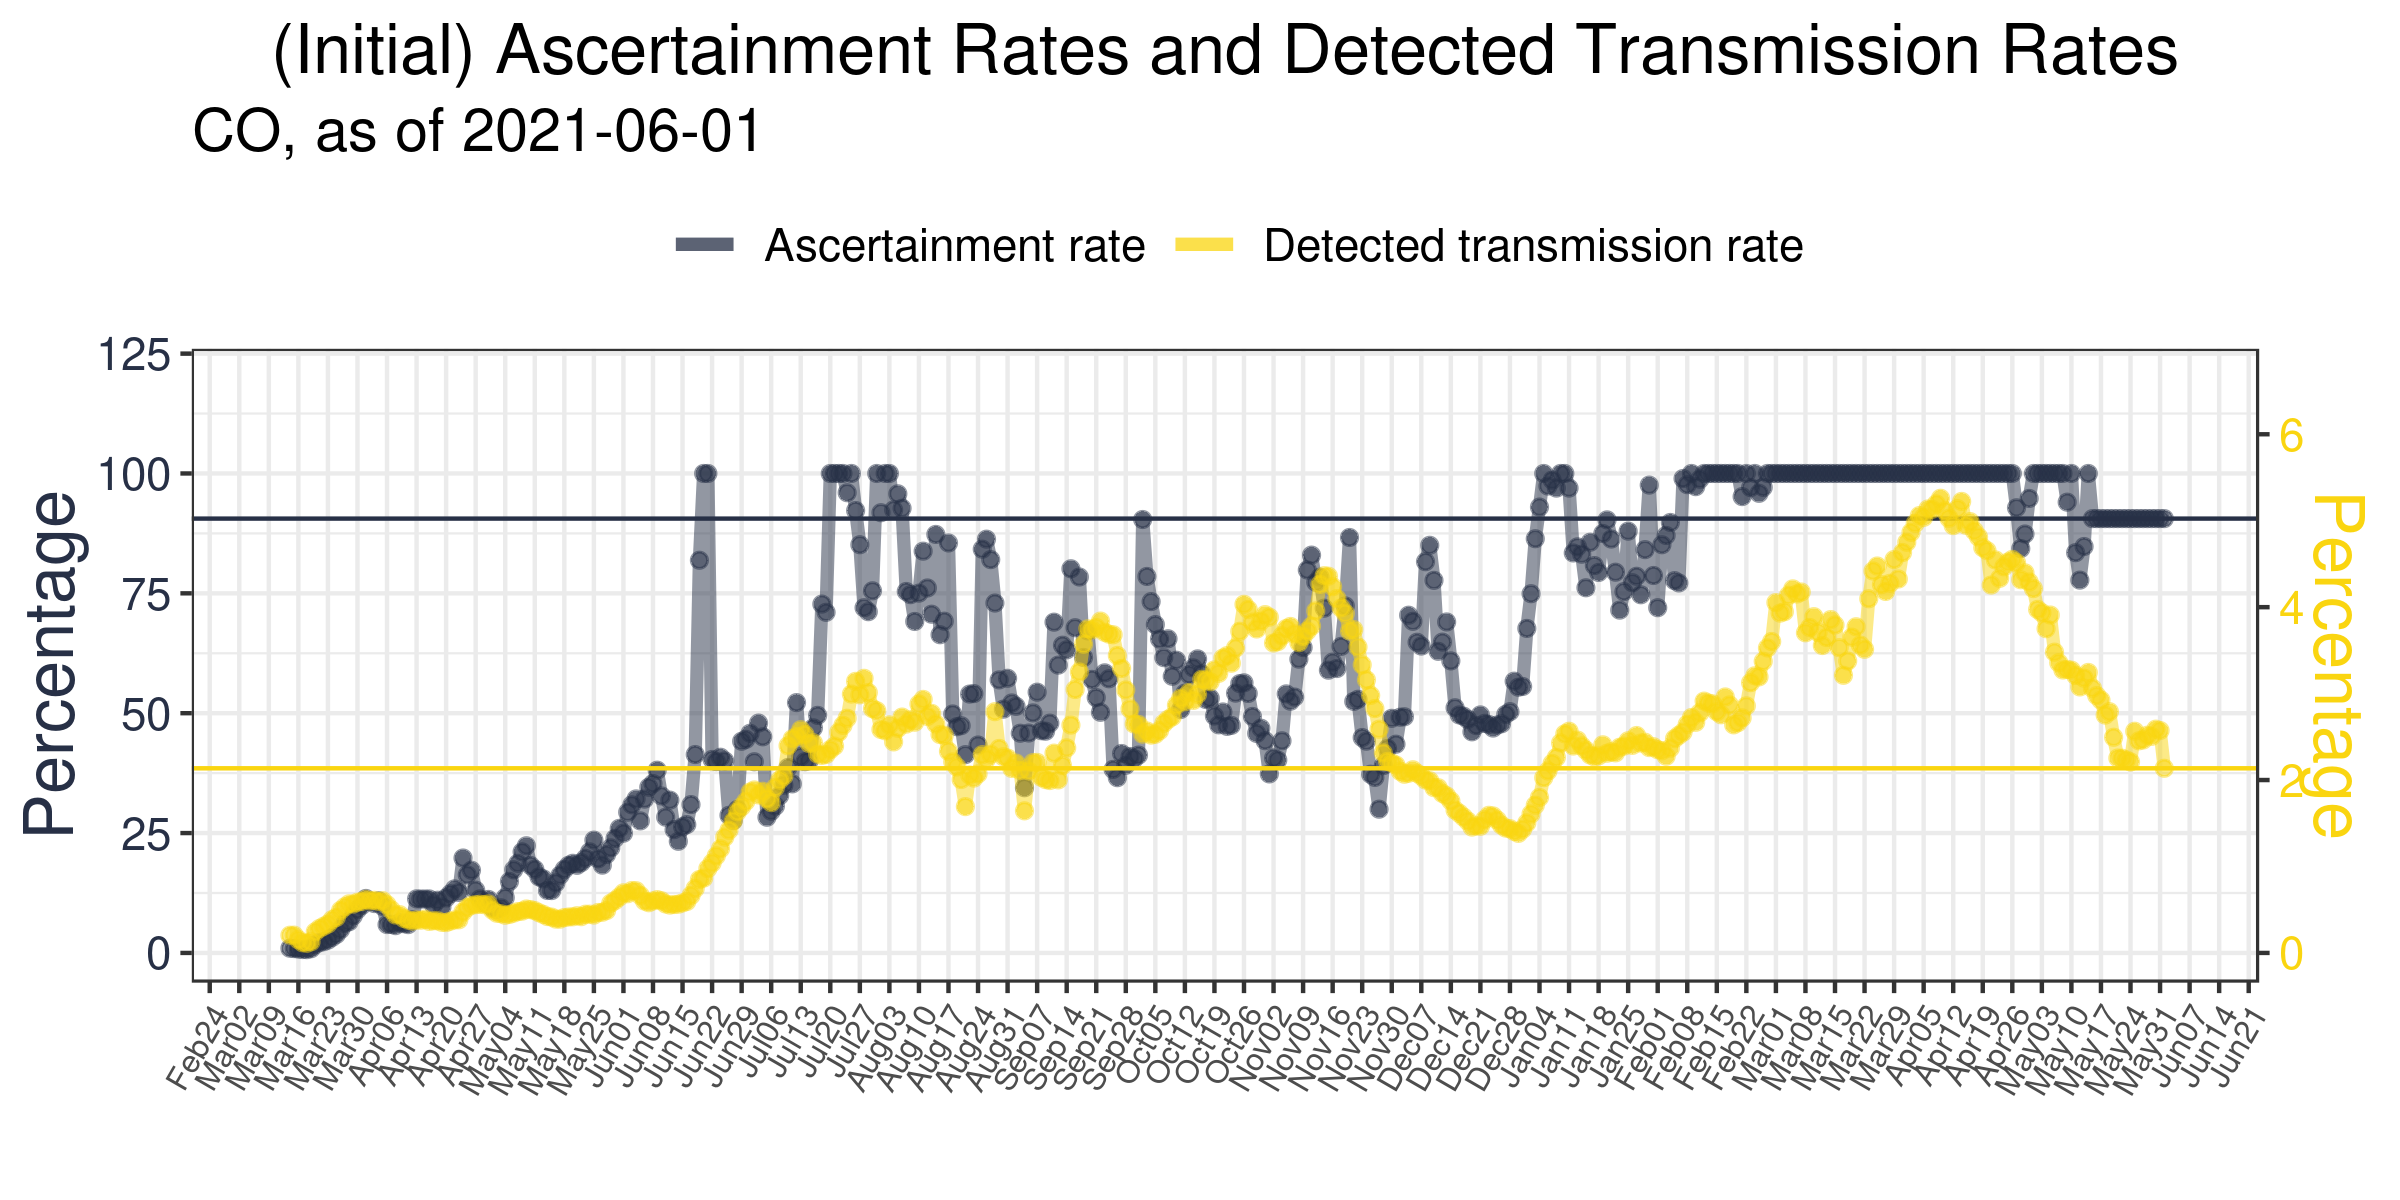 (Initial) Ascertainment Rates and Detected Transmission Rates
CO, as of 2021-06-01
Ascertainment rate
Detected transmission rate
Percentage
125
100
75
50
25
0
6
4
2
0
Percentage
Feb24
Mar02
Mar09
Mar16
Mar23
Mar30
Apr06
Apr13
Apr20
Apr27
May04
May11
May18
May25
Jun01
Jun08
Jun15
Jun22
Jun29
Jul06
Jul13
Jul20
Jul27
Aug03
Aug10
Aug17
Aug24
Aug31
Sep07
Sep14
Sep21
Sep28
Oct05
Oct12
Oct19
Oct26
Nov02
Nov09
Nov16
Nov23
Nov30
Dec07
Dec14
Dec21
Dec28
Jan04
Jan11
Jan18
Jan25
Feb01
Feb08
Feb15
Feb22
Mar01
Mar08
Mar15
Mar22
Mar29
Apr05
Apr12
Apr19
Apr26
May03
May10
May17
May24
May31
Jun07
Jun14
Jun21